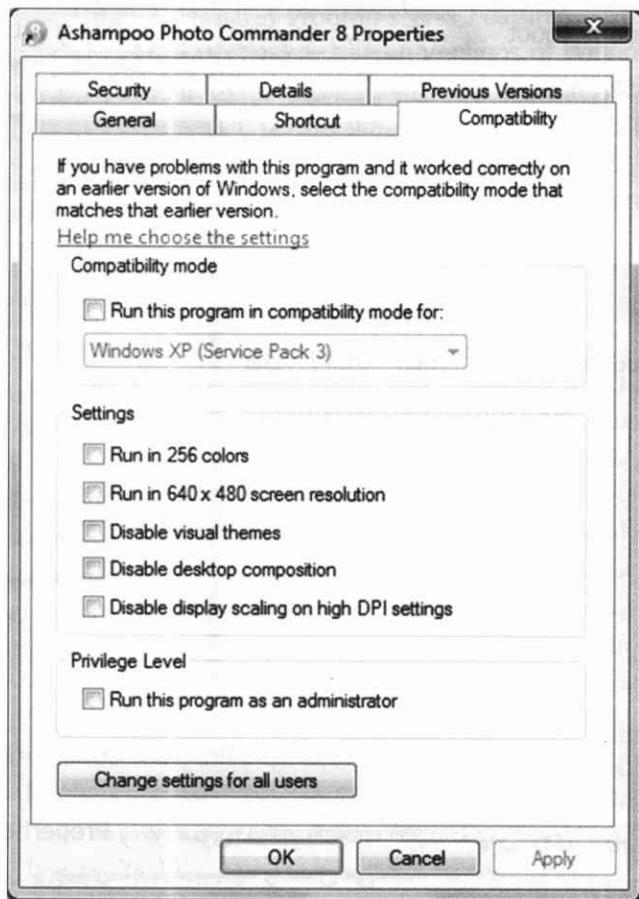 Ashampoo Photo Commander 8 Properties
Security Details Previous Versions
General Shortcut Compatibility
If you have problems with this program and it worked correctly on
an earlier version of Windows, select the compatibility mode that
matches that earlier version.
Help me choose the settings
Compatibility mode
Run this program in compatibility mode for:
Windows XP (Service Pack 3)
Settings
Run in 256 colors
Run in 640 x 480 screen resolution
Disable visual themes
Disable desktop composition
Disable display scaling on high DPI settings
Privilege Level
Run this program as an administrator
Change settings for all users
OK Cancel Apply